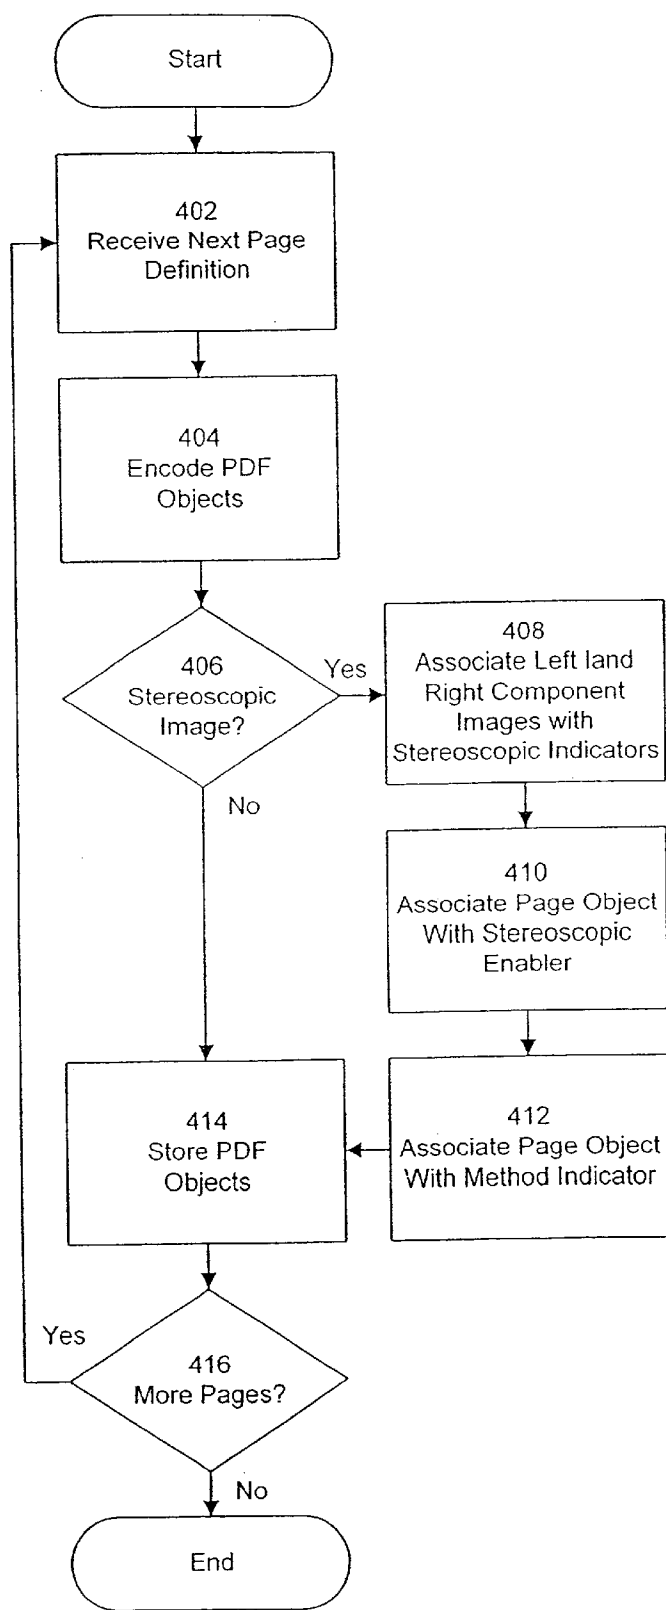 Start
402
Receive Next Page
Definition
404
Encode PDF
Objects
406
Stereoscopic
Image?
Yes
No
408
Associate Left land
Right Component
Images with
Stereoscopic Indicators
410
Associate Page Object
With Stereoscopic
Enabler
412
Associate Page Object
With Method Indicator
414
Store PDF
Objects
Yes
416
More Pages?
No
End